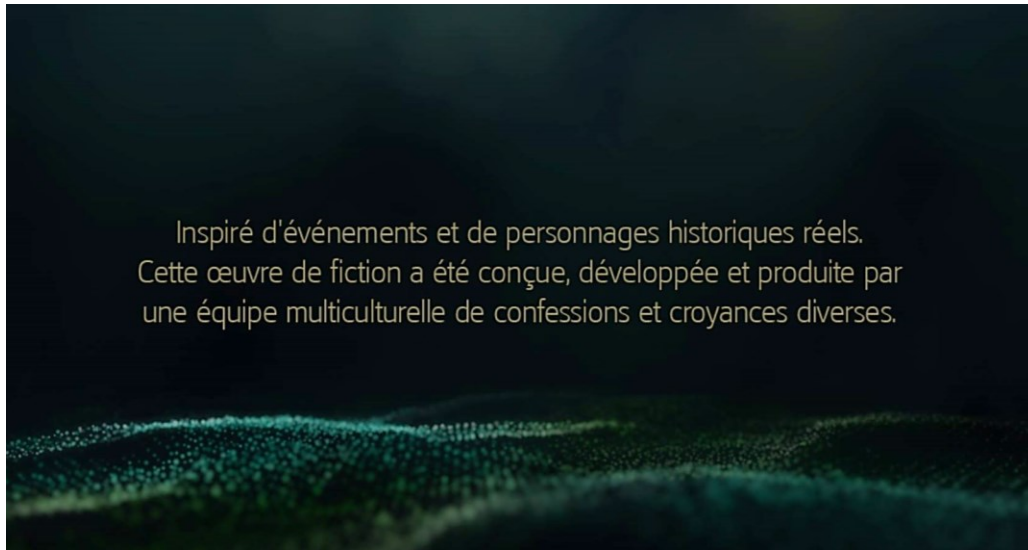 Inspiré d'événements et de personnages historiques réels.
Cette œuvre de fiction a été conçue, développée et produite par
une équipe multiculturelle de confessions et croyances diverses.